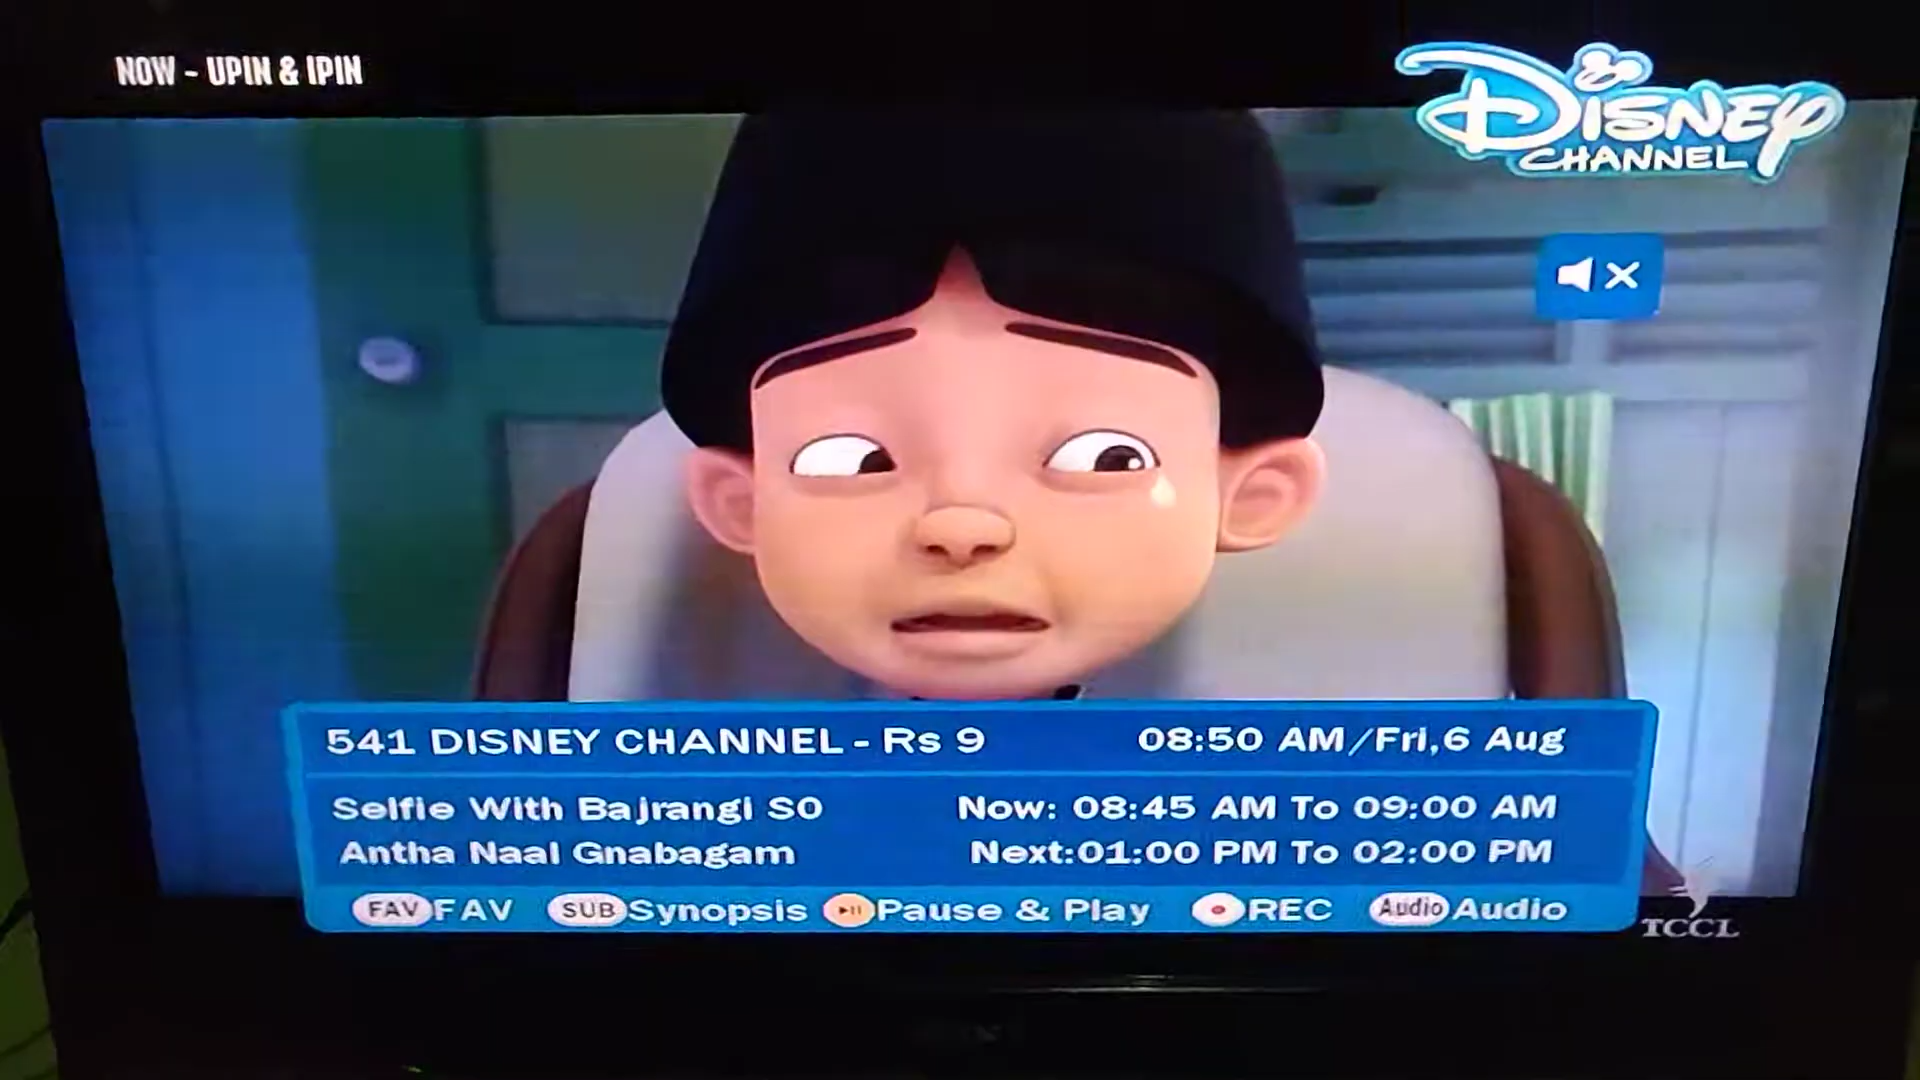 NOW - UPIN & IPIN
DISNEY
CHANNEL
541 DISNEY CHANNEL - Rs 9 08:50 AM/Fri,6 Aug
Selfie With Bajrangi S0 Now: 08:45 AM To 09:00 AM
Antha Naal Gnabagam Next:01:00 PM To 02:00 PM
FAV FAV SUB Synopsis Pause & Play REC Audio Audio
TCCL